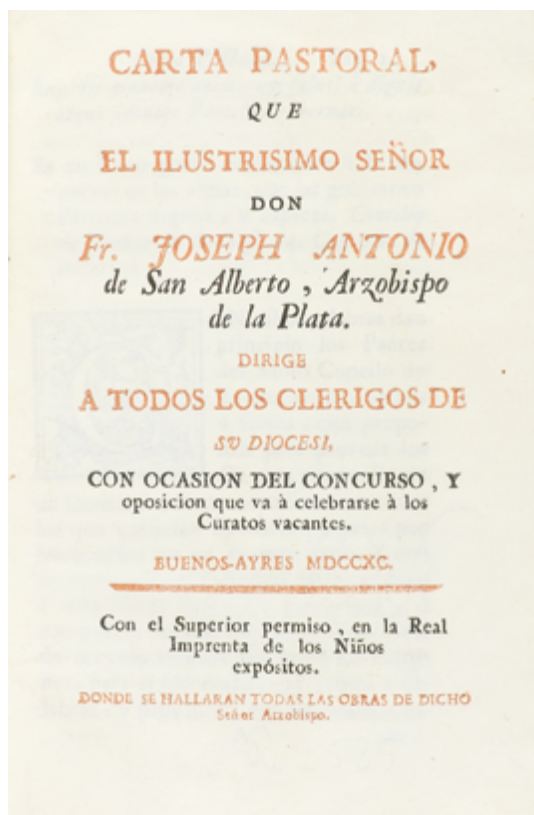 CARTA PASTORAL,
QUE
EL ILUSTRISIMO SEÑOR
DON
Fr. JOSEPH ANTONIO
de San Alberto, Arzobispo
de la Plata.
DIRIGE
A TODOS LOS CLERIGOS DE
SU DIOCESI,
CON OCASION DEL CONCURSO, Y
oposicion que va à celebrarse à los
Curatos vacantes.
BUENOS-AYRES MDCCXC.
Con el Superior permiso, en la Real
Imprenta de los Niños
expósitos.
DONDE SE HALLARAN TODAS LAS OBRAS DE DICHO
Señor Arzobispo.